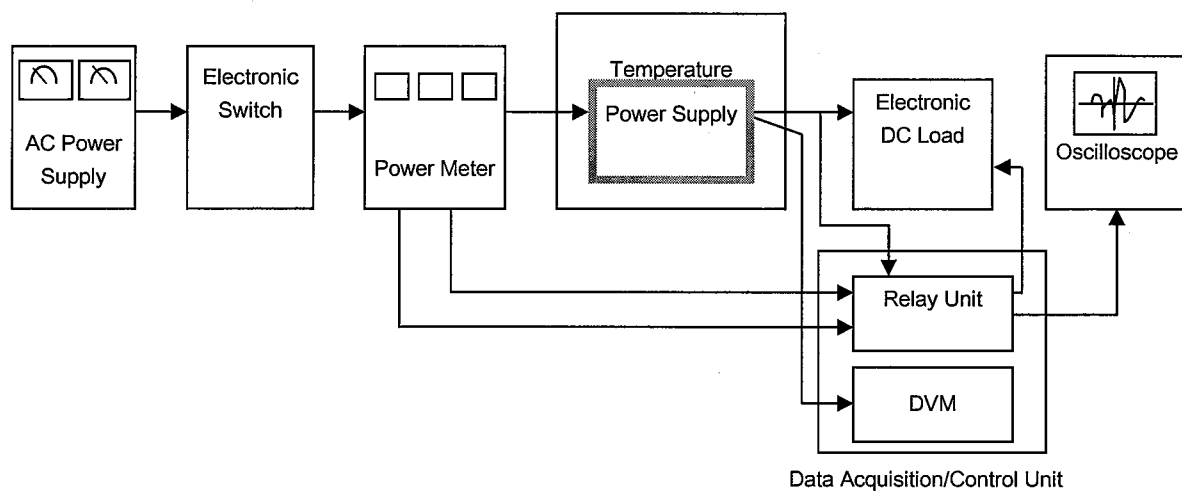 AC Power
Supply
Electronic
Switch
Power Meter
Temperature
Power Supply
Electronic
DC Load
Oscilloscope
Relay Unit
DVM
Data Acquisition/Control Unit